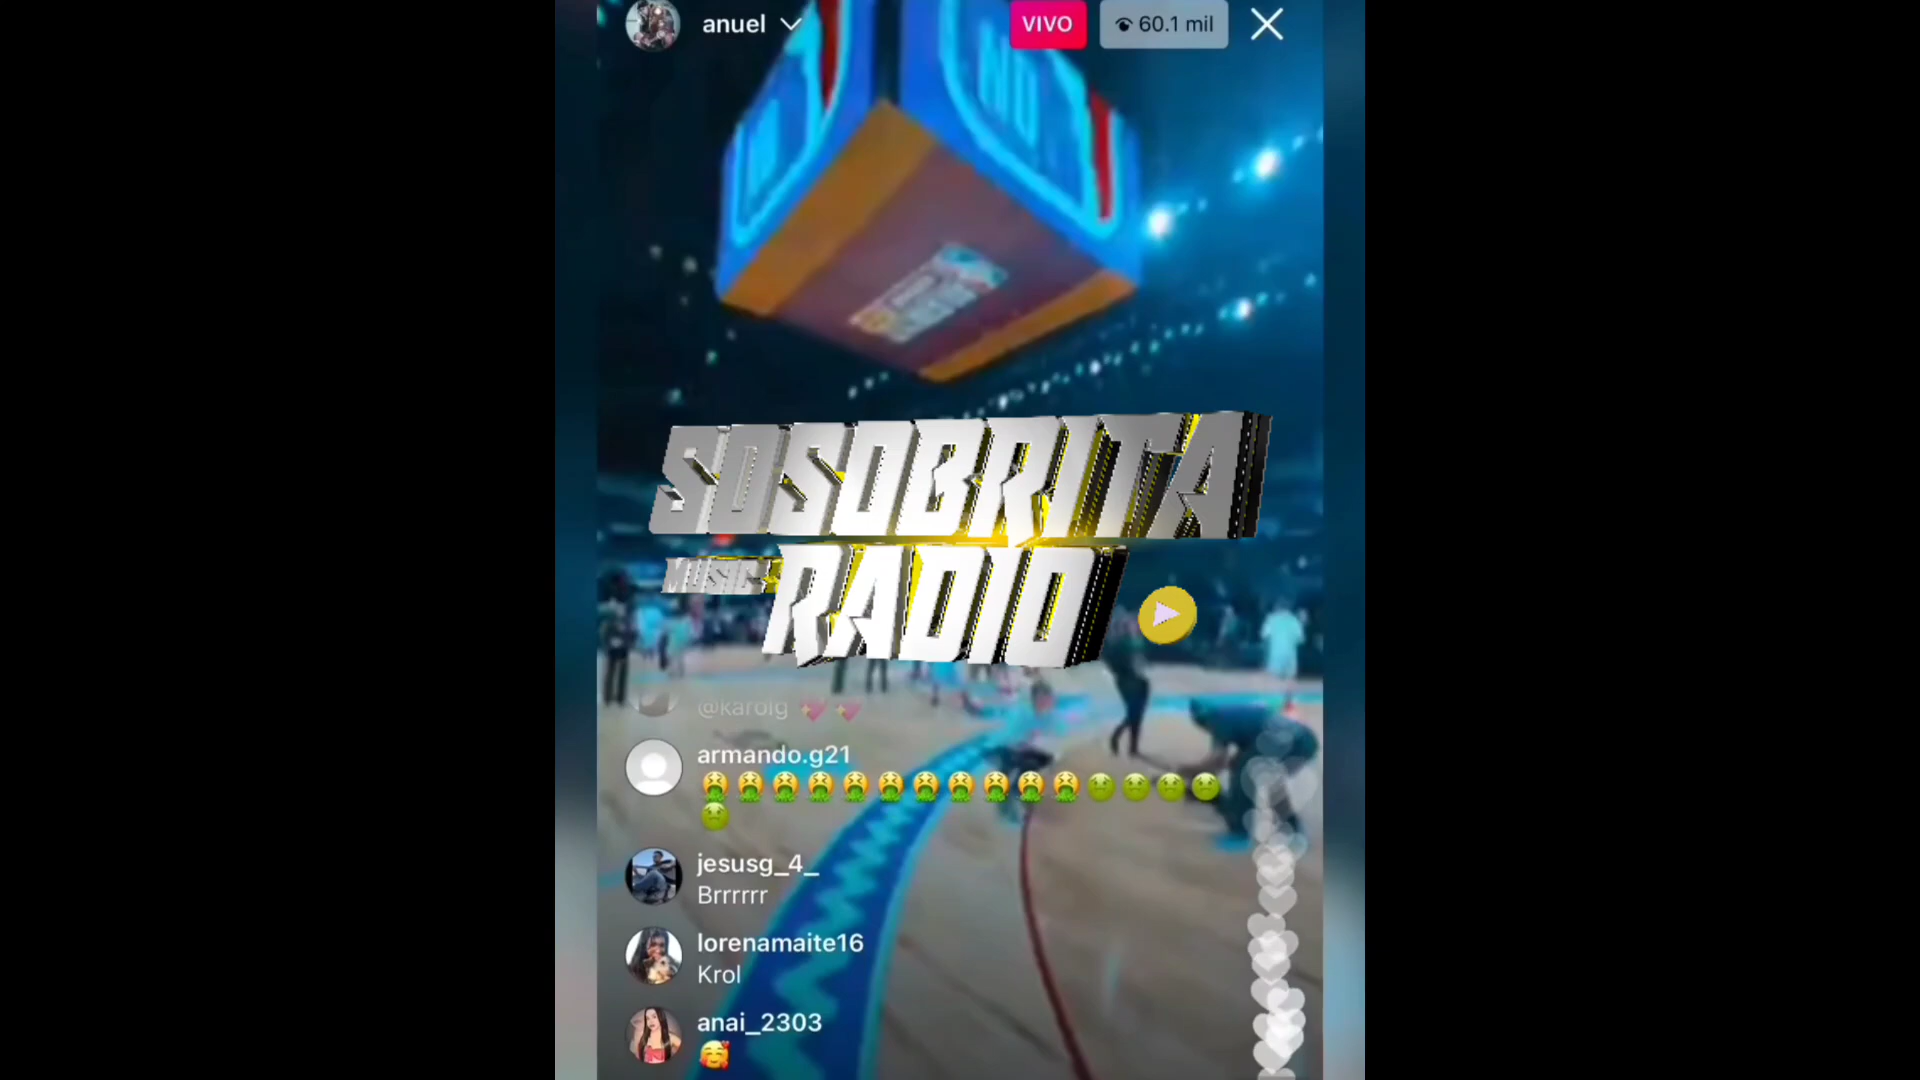 anuel
VIVO
60.1 mil
SOSOBRITA
MUSIC
RADIO
@karolg 💖 💖
armando.g21
🤮🤮🤮🤮🤮🤮🤮🤮🤮🤮🤮🤢🤢🤢🤢
🤢
jesusg_4_
Brrrrrr
lorenamaite16
Krol
anai_2303
🥰